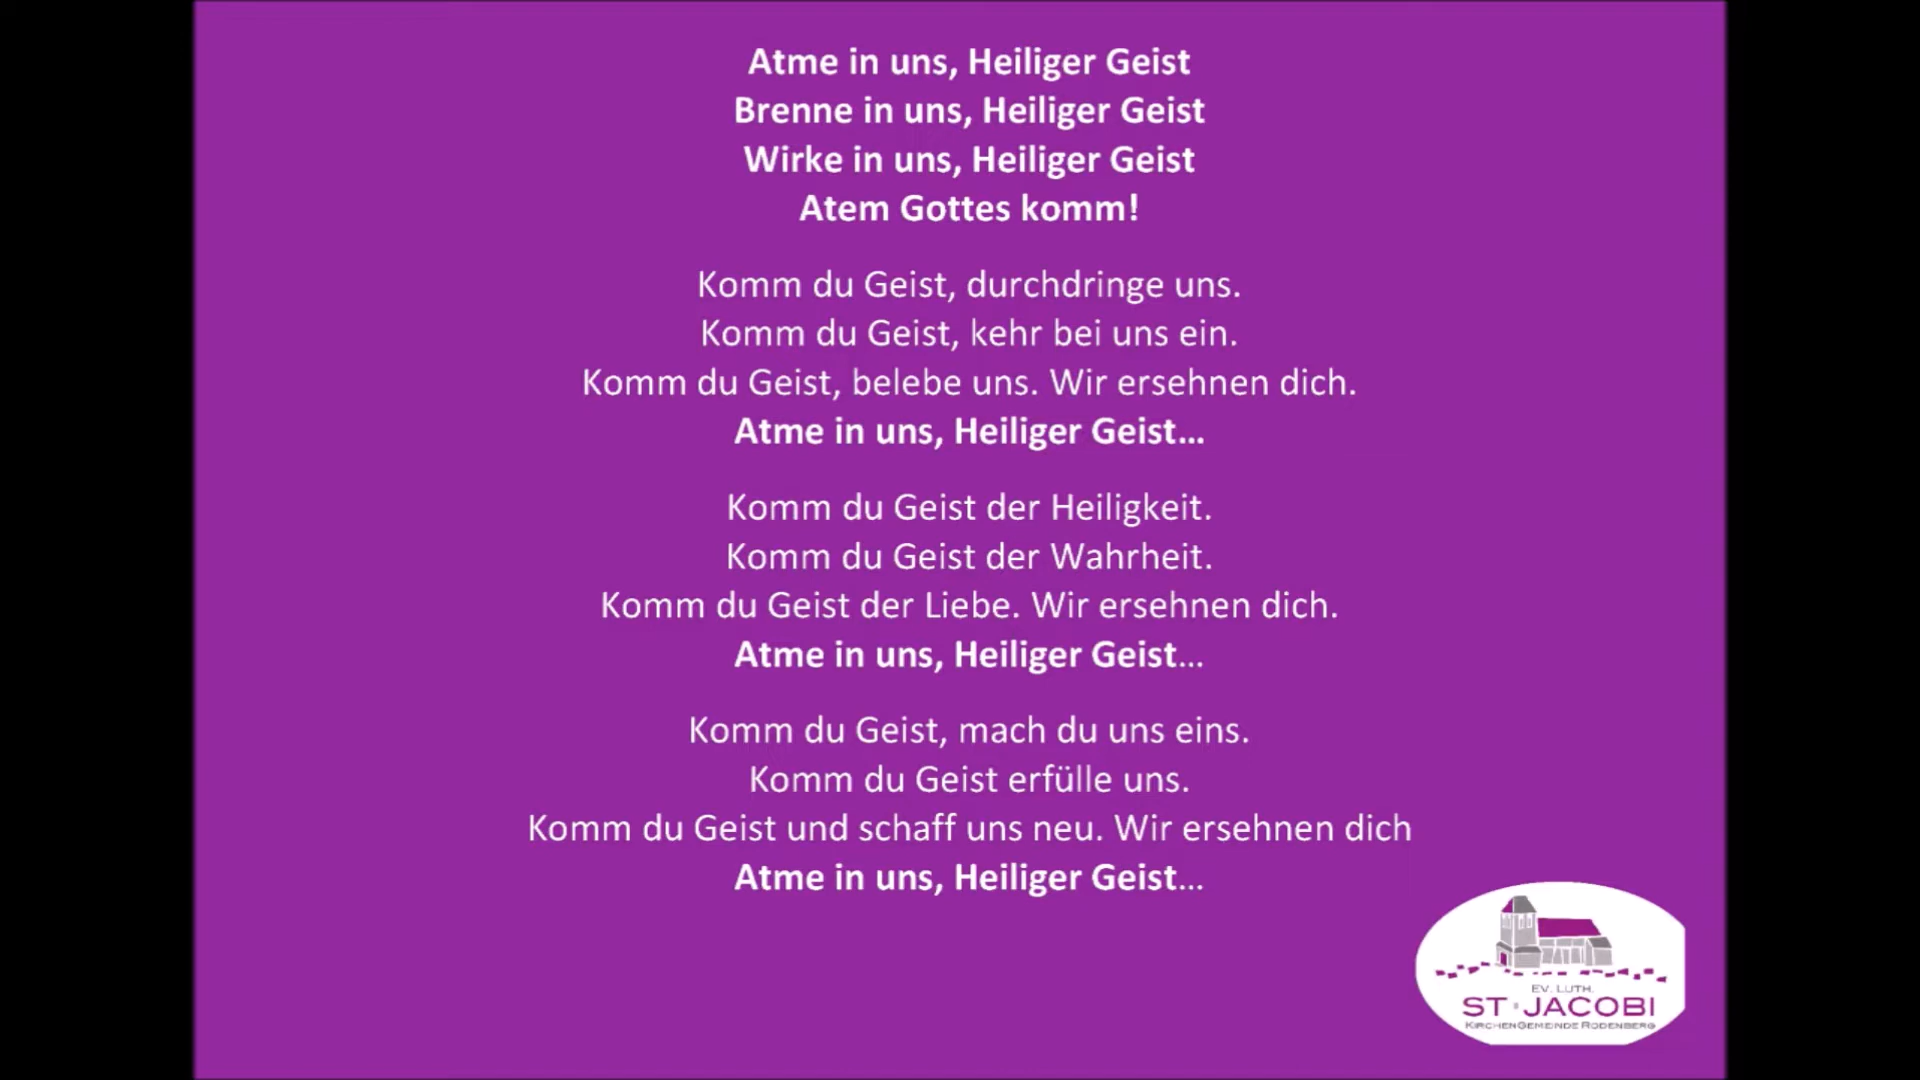 Atme in uns, Heiliger Geist
Brenne in uns, Heiliger Geist
Wirke in uns, Heiliger Geist
Atem Gottes komm!
Komm du Geist, durchdringe uns.
Komm du Geist, kehr bei uns ein.
Komm du Geist, belebe uns. Wir ersehnen dich.
Atme in uns, Heiliger Geist...
Komm du Geist der Heiligkeit.
Komm du Geist der Wahrheit.
Komm du Geist der Liebe. Wir ersehnen dich.
Atme in uns, Heiliger Geist...
Komm du Geist, mach du uns eins.
Komm du Geist erfülle uns.
Komm du Geist und schaff uns neu. Wir ersehnen dich
Atme in uns, Heiliger Geist...
EV. LUTH.
ST·JACOBI
KIRCHENGEMEINDE RODENBERG